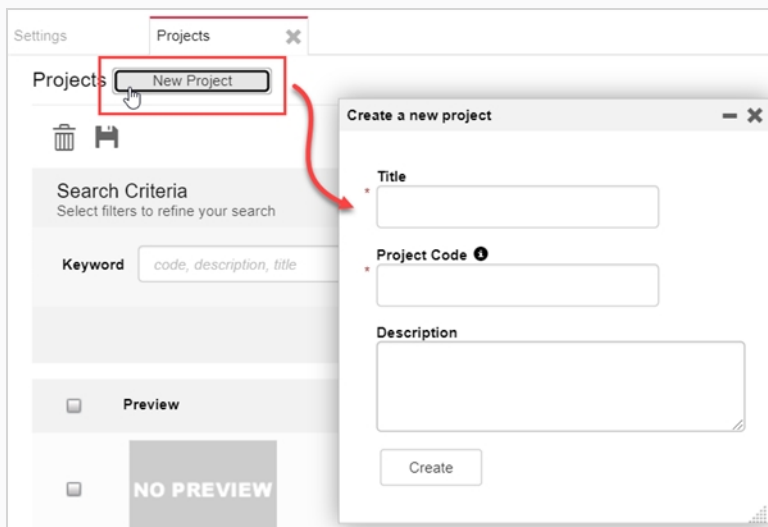 Settings
Projects
Projects
New Project
Search Criteria
Select filters to refine your search
Keyword
code, description, title
Preview
NO PREVIEW
Create a new project
* Title
* Project Code
Description
Create